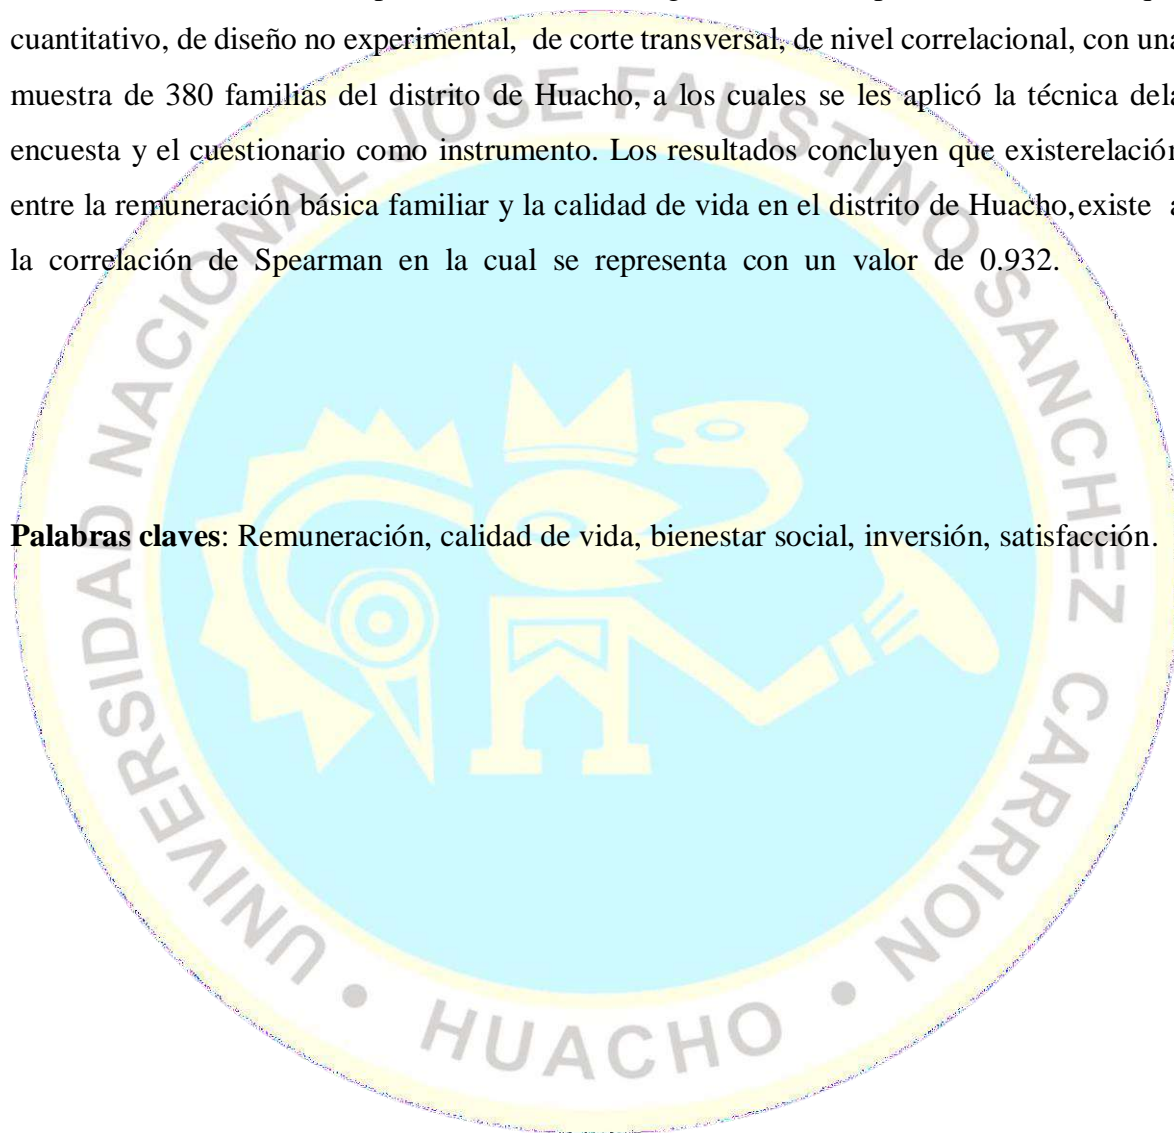 cuantitativo, de diseño no experimental, de corte transversal, de nivel correlacional, con una
muestra de 380 familias del distrito de Huacho, a los cuales se les aplicó la técnica dela
encuesta y el cuestionario como instrumento. Los resultados concluyen que existerelación
entre la remuneración básica familiar y la calidad de vida en el distrito de Huacho,existe a
la correlación de Spearman en la cual se representa con un valor de 0.932.
Palabras claves: Remuneración, calidad de vida, bienestar social, inversión, satisfacción.
UNIVERSIDAD NACIONAL JOSE FAUSTINO SANCHEZ CARRION • HUACHO •